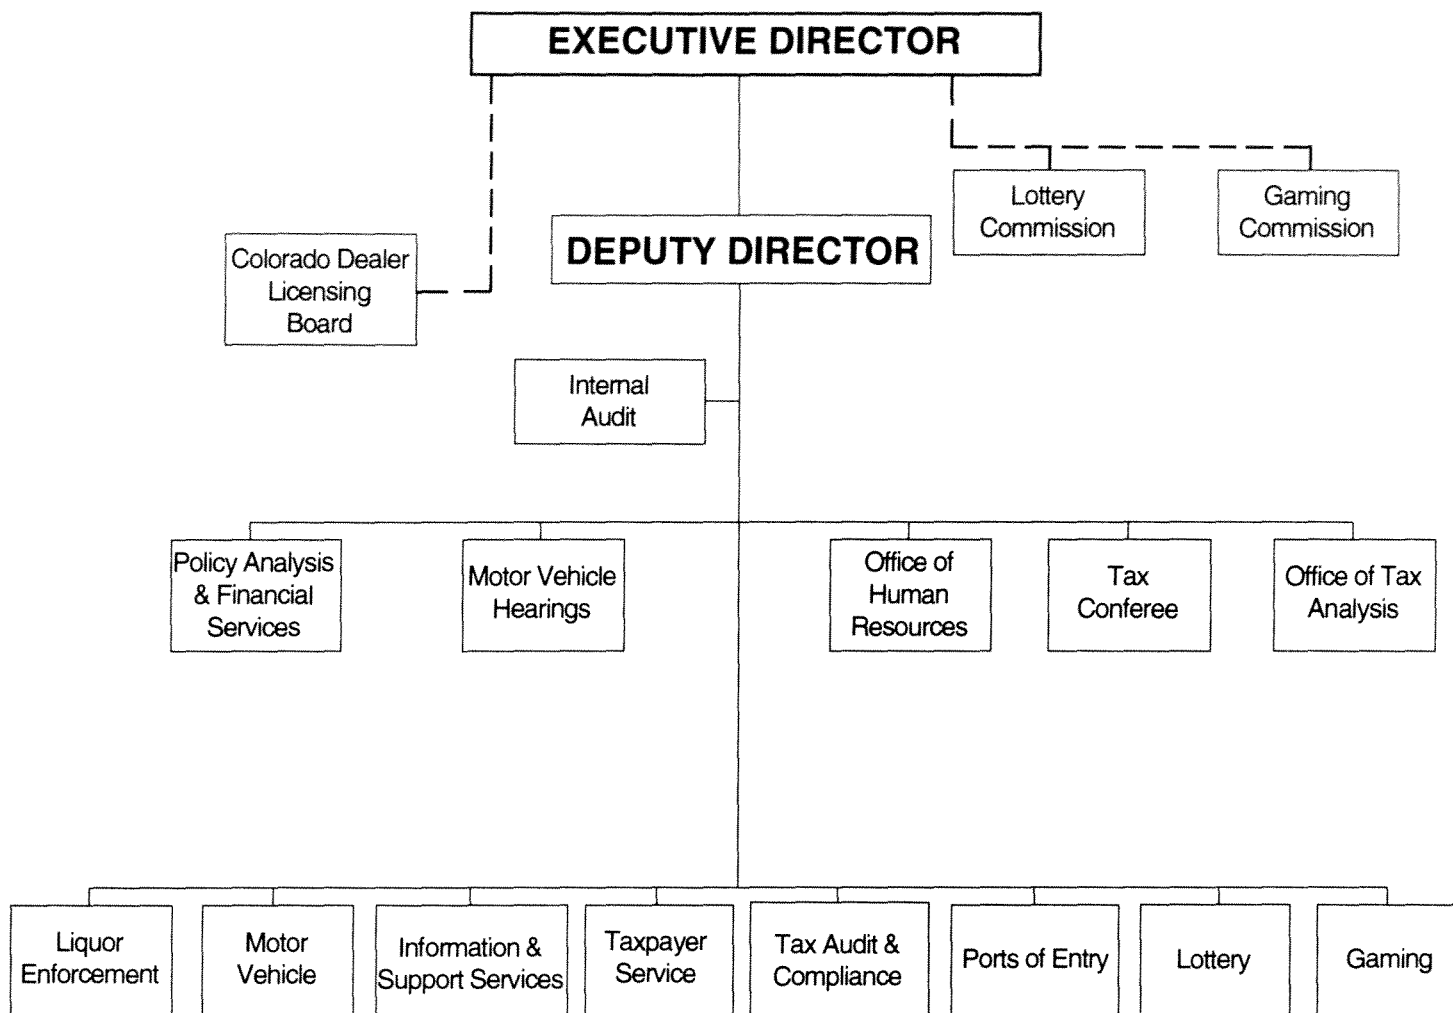 EXECUTIVE DIRECTOR
Lottery
Commission
Gaming
Commission
DEPUTY DIRECTOR
Colorado Dealer
Licensing
Board
Internal
Audit
Policy Analysis
& Financial
Services
Motor Vehicle
Hearings
Office of
Human
Resources
Tax
Conferee
Office of Tax
Analysis
Liquor
Enforcement
Motor
Vehicle
Information &
Support Services
Taxpayer
Service
Tax Audit &
Compliance
Ports of Entry
Lottery
Gaming